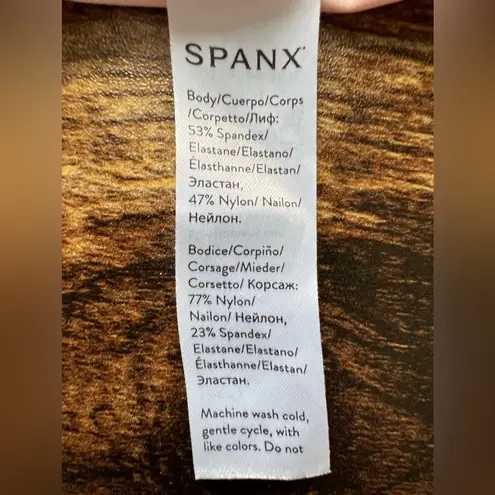 SPANX
Body/Cuerpo/Corps
/Corpetto/Лиф:
53% Spandex/
Elastane/Elastano/
Élasthanne/Elastan/
Эластан,
47% Nylon/ Nailon/
Нейлон.
Bodice/Corpiño/
Corsage/Mieder/
Corsetto/ Корсаж:
77% Nylon/
Nailon/ Нейлон,
23% Spandex/
Elastane/Elastano/
Élasthanne/Elastan/
Эластан.
Machine wash cold,
gentle cycle, with
like colors. Do not